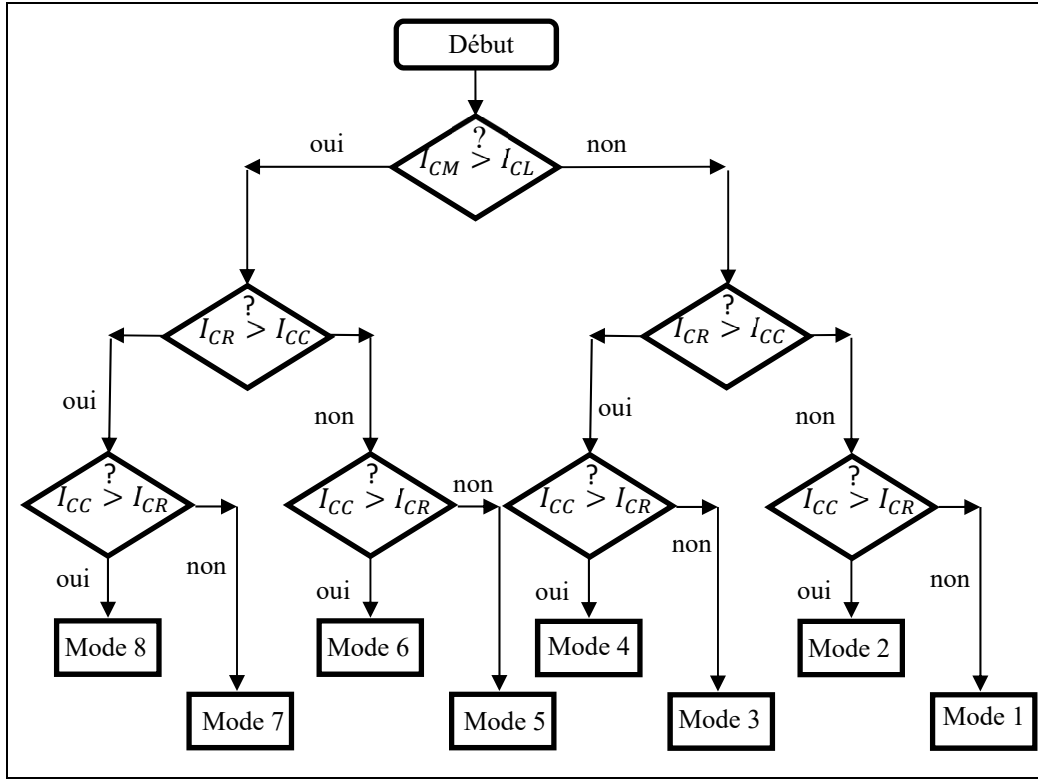 Début
?
I_CM > I_CL
oui
non
?
I_CR > I_CC
?
I_CR > I_CC
oui
non
oui
non
?
I_CC > I_CR
?
I_CC > I_CR
non
?
I_CC > I_CR
?
I_CC > I_CR
oui
non
oui
oui
non
oui
non
Mode 8
Mode 6
Mode 4
Mode 2
Mode 7
Mode 5
Mode 3
Mode 1